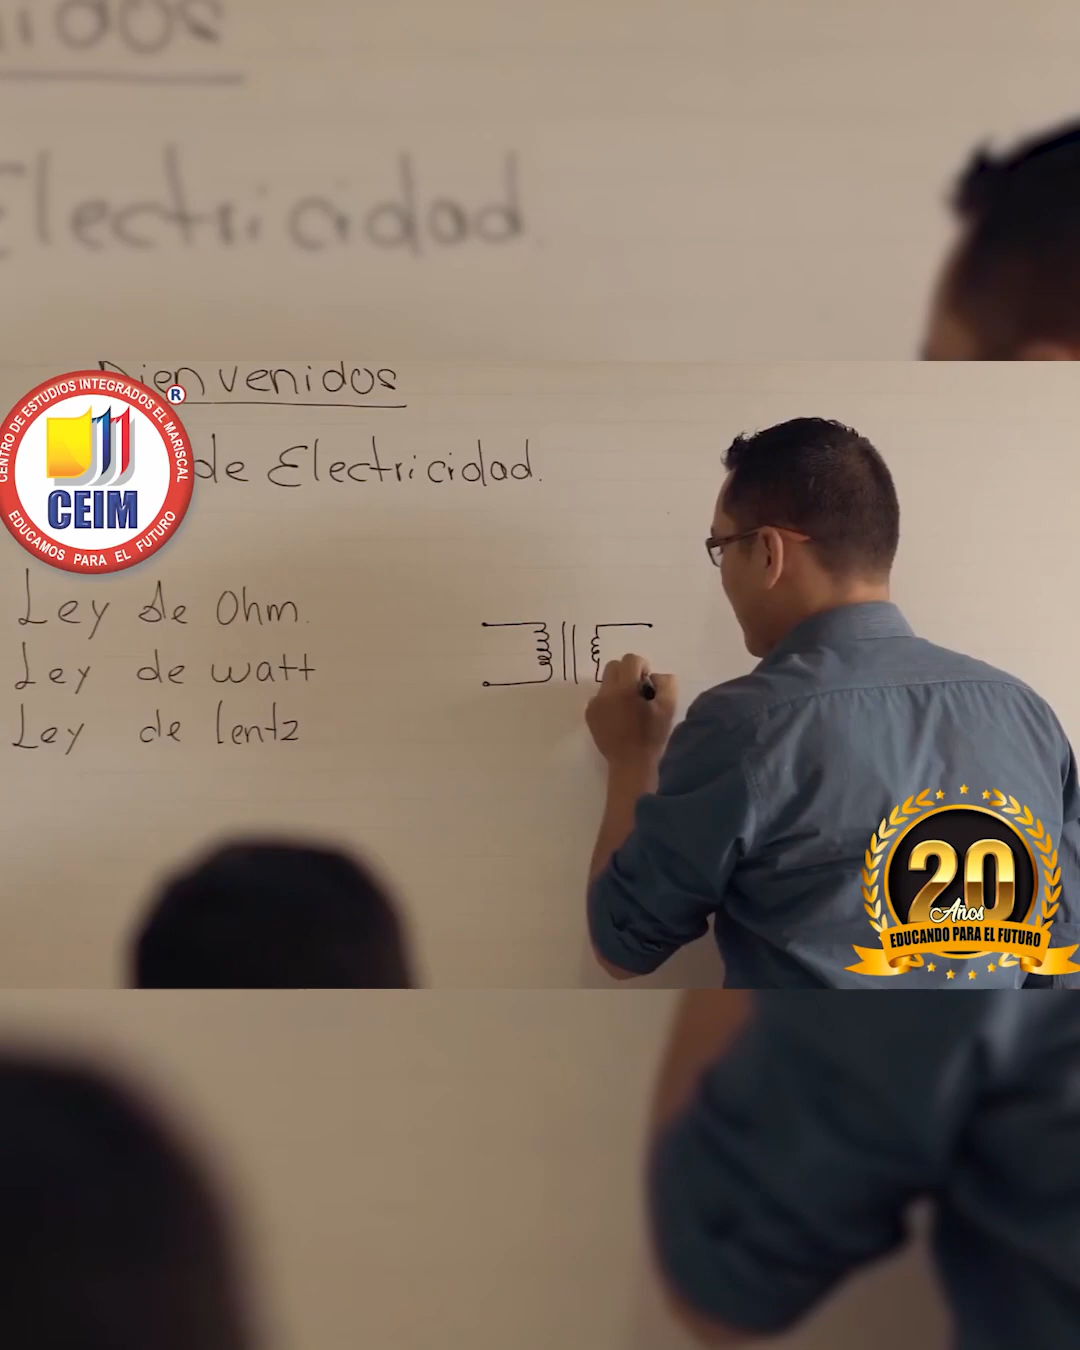 Electricidad.
Bienvenidos
de Electricidad.
CENTRO DE ESTUDIOS INTEGRADOS EL MARISCAL
®
CEIM
EDUCAMOS PARA EL FUTURO
Ley de Ohm.
Ley de watt
Ley de lentz
20
Años
EDUCANDO PARA EL FUTURO